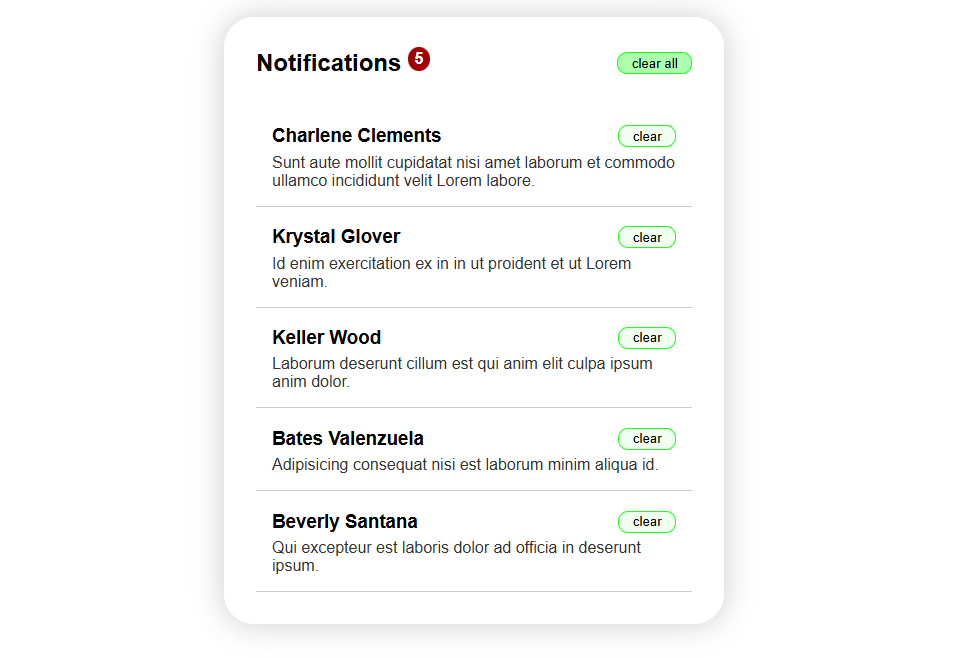 Notifications 5
clear all
Charlene Clements
clear
Sunt aute mollit cupidatat nisi amet laborum et commodo
ullamco incididunt velit Lorem labore.
Krystal Glover
clear
Id enim exercitation ex in in ut proident et ut Lorem
veniam.
Keller Wood
clear
Laborum deserunt cillum est qui anim elit culpa ipsum
anim dolor.
Bates Valenzuela
clear
Adipisicing consequat nisi est laborum minim aliqua id.
Beverly Santana
clear
Qui excepteur est laboris dolor ad officia in deserunt
ipsum.